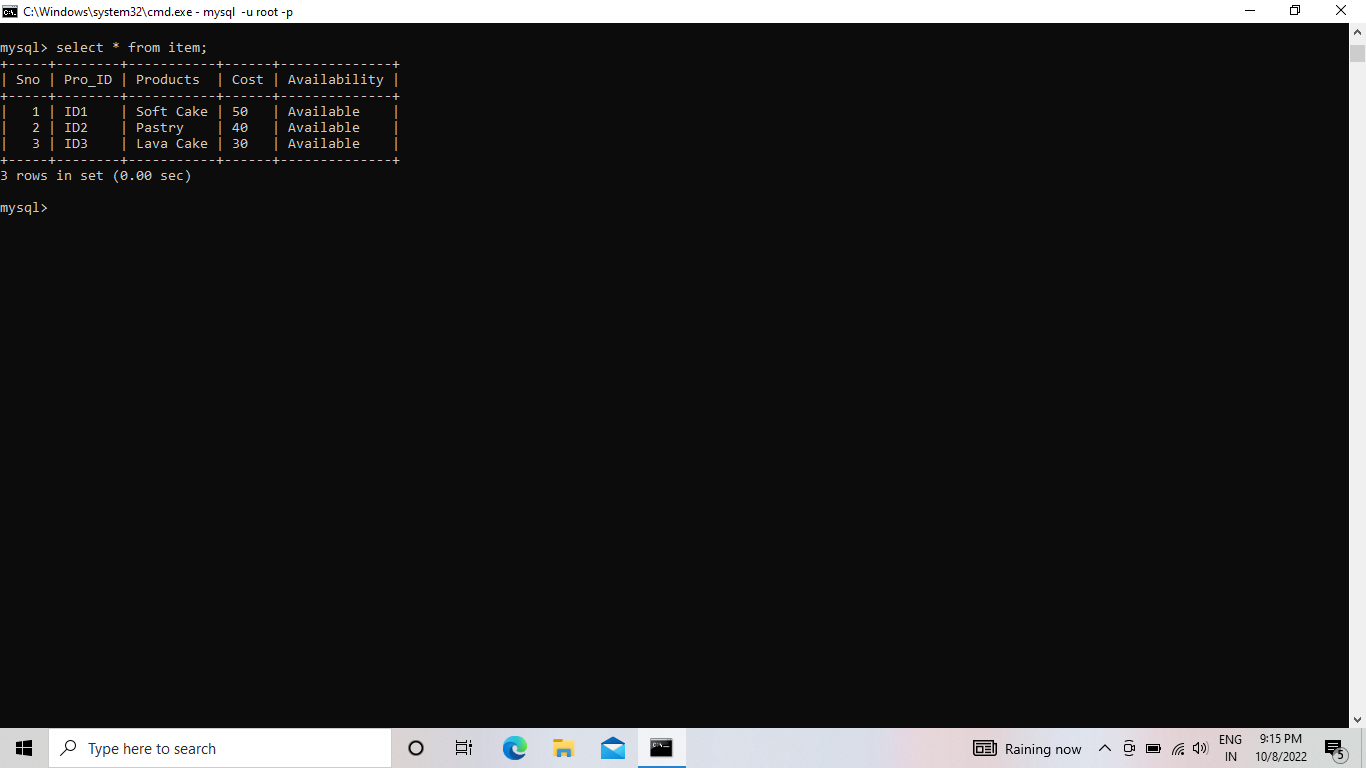 C:\Windows\system32\cmd.exe - mysql  -u root -p
mysql> select * from item;
+-----+--------+-----------+------+--------------+
| Sno | Pro_ID | Products  | Cost | Availability |
+-----+--------+-----------+------+--------------+
|   1 | ID1    | Soft Cake | 50   | Available    |
|   2 | ID2    | Pastry    | 40   | Available    |
|   3 | ID3    | Lava Cake | 30   | Available    |
+-----+--------+-----------+------+--------------+
3 rows in set (0.00 sec)
mysql>
Type here to search
Raining now
ENG
IN
9:15 PM
10/8/2022
5